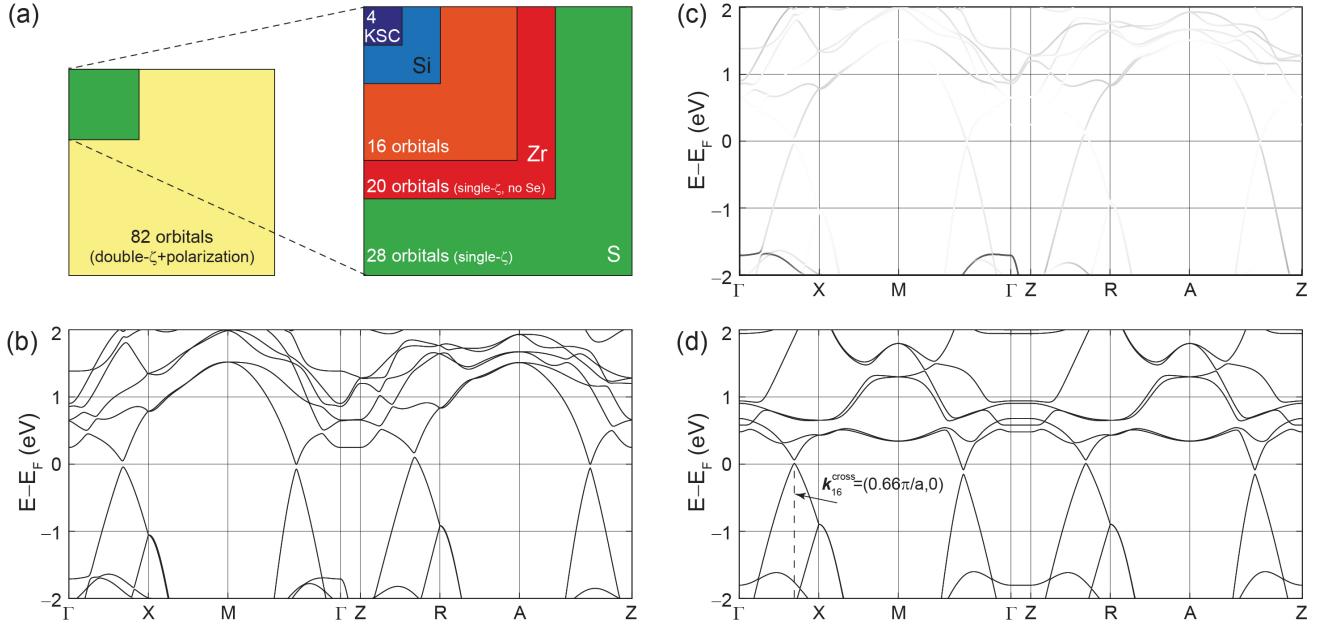 (a)
82 orbitals
(double-ζ+polarization)
4
KSC
Si
16 orbitals
Zr
20 orbitals (single-ζ, no Se)
28 orbitals (single-ζ)
S
(c)
E−E_F (eV)
2
1
0
−1
−2
Γ X M Γ Z R A Z
(b)
E−E_F (eV)
2
1
0
−1
−2
Γ X M Γ Z R A Z
(d)
E−E_F (eV)
2
1
0
−1
−2
k₁₆^cross=(0.66π/a,0)
Γ X M Γ Z R A Z